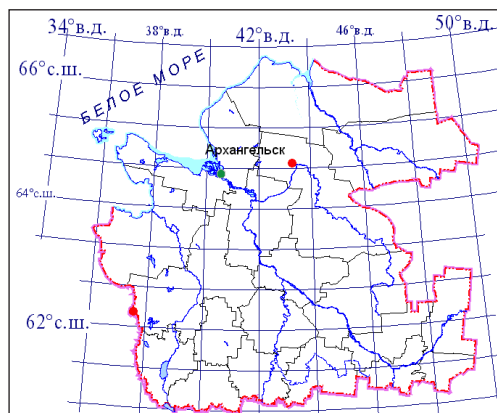 34°в.д.
38°в.д.
42°в.д.
46°в.д.
50°в.д.
66°с.ш.
БЕЛОЕ МОРЕ
Архангельск
64°с.ш.
62°с.ш.